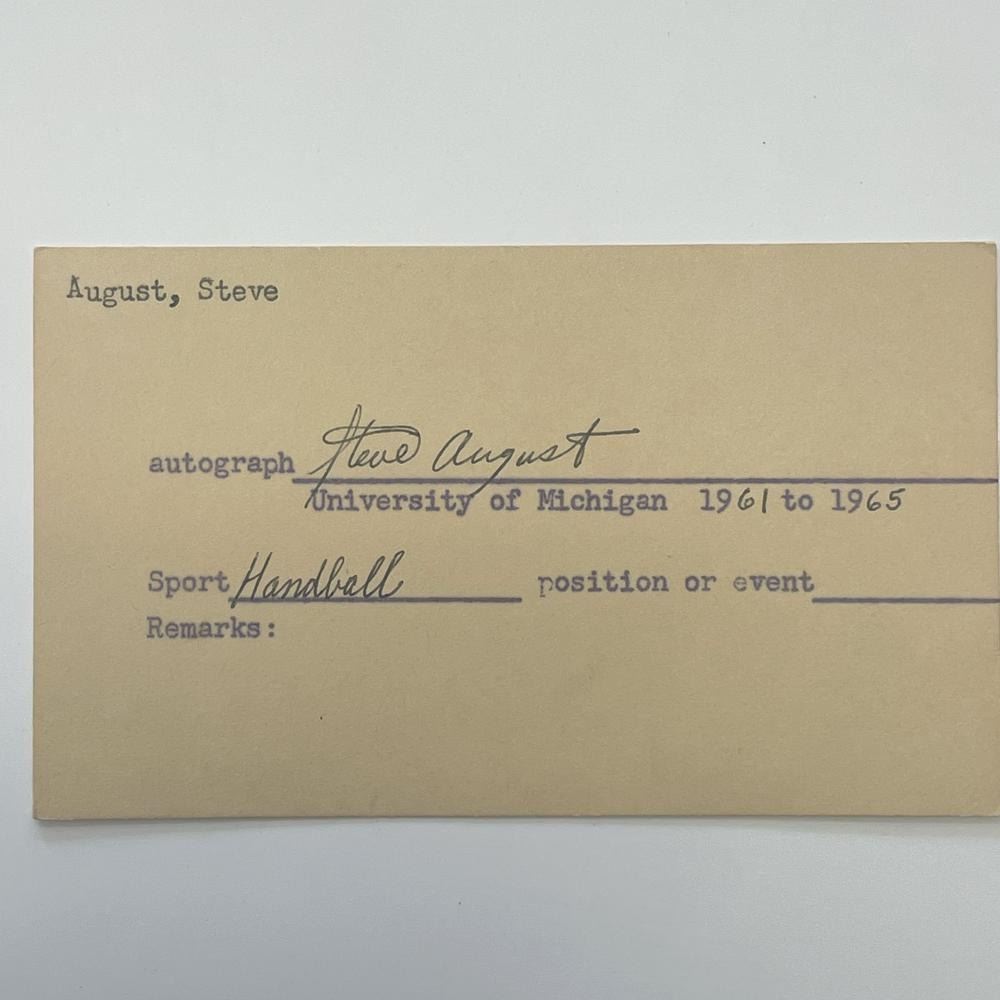 August, Steve
autograph Steve August
University of Michigan 1961 to 1965
Sport Handball position or event
Remarks: